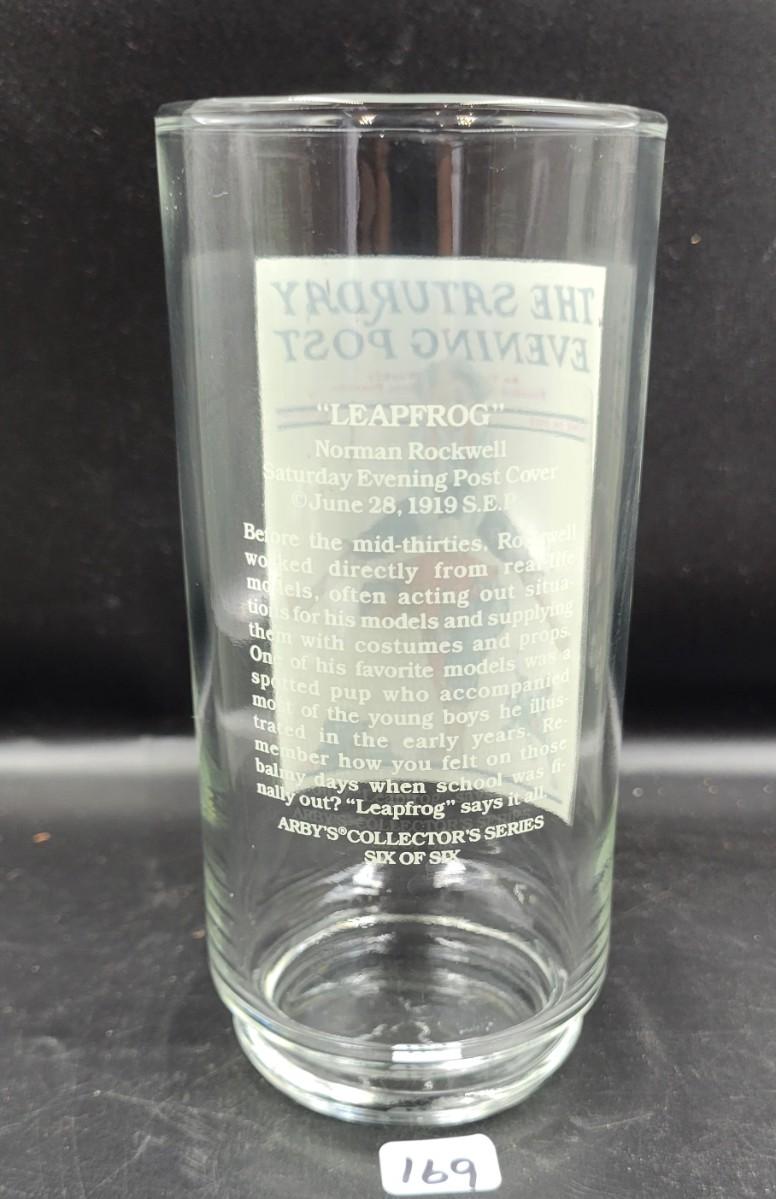 THE SATURDAY
EVENING POST
"LEAPFROG"
Norman Rockwell
Saturday Evening Post Cover
©June 28, 1919 S.E.P.
Before the mid-thirties, Rockwell
worked directly from real-life
models, often acting out situa-
tions for his models and supplying
them with costumes and props.
One of his favorite models was a
spotted pup who accompanied
most of the young boys he illus-
trated in the early years. Re-
member how you felt on those
balmy days when school was fi-
nally out? "Leapfrog" says it all.
ARBY'S® COLLECTOR'S SERIES
SIX OF SIX
169